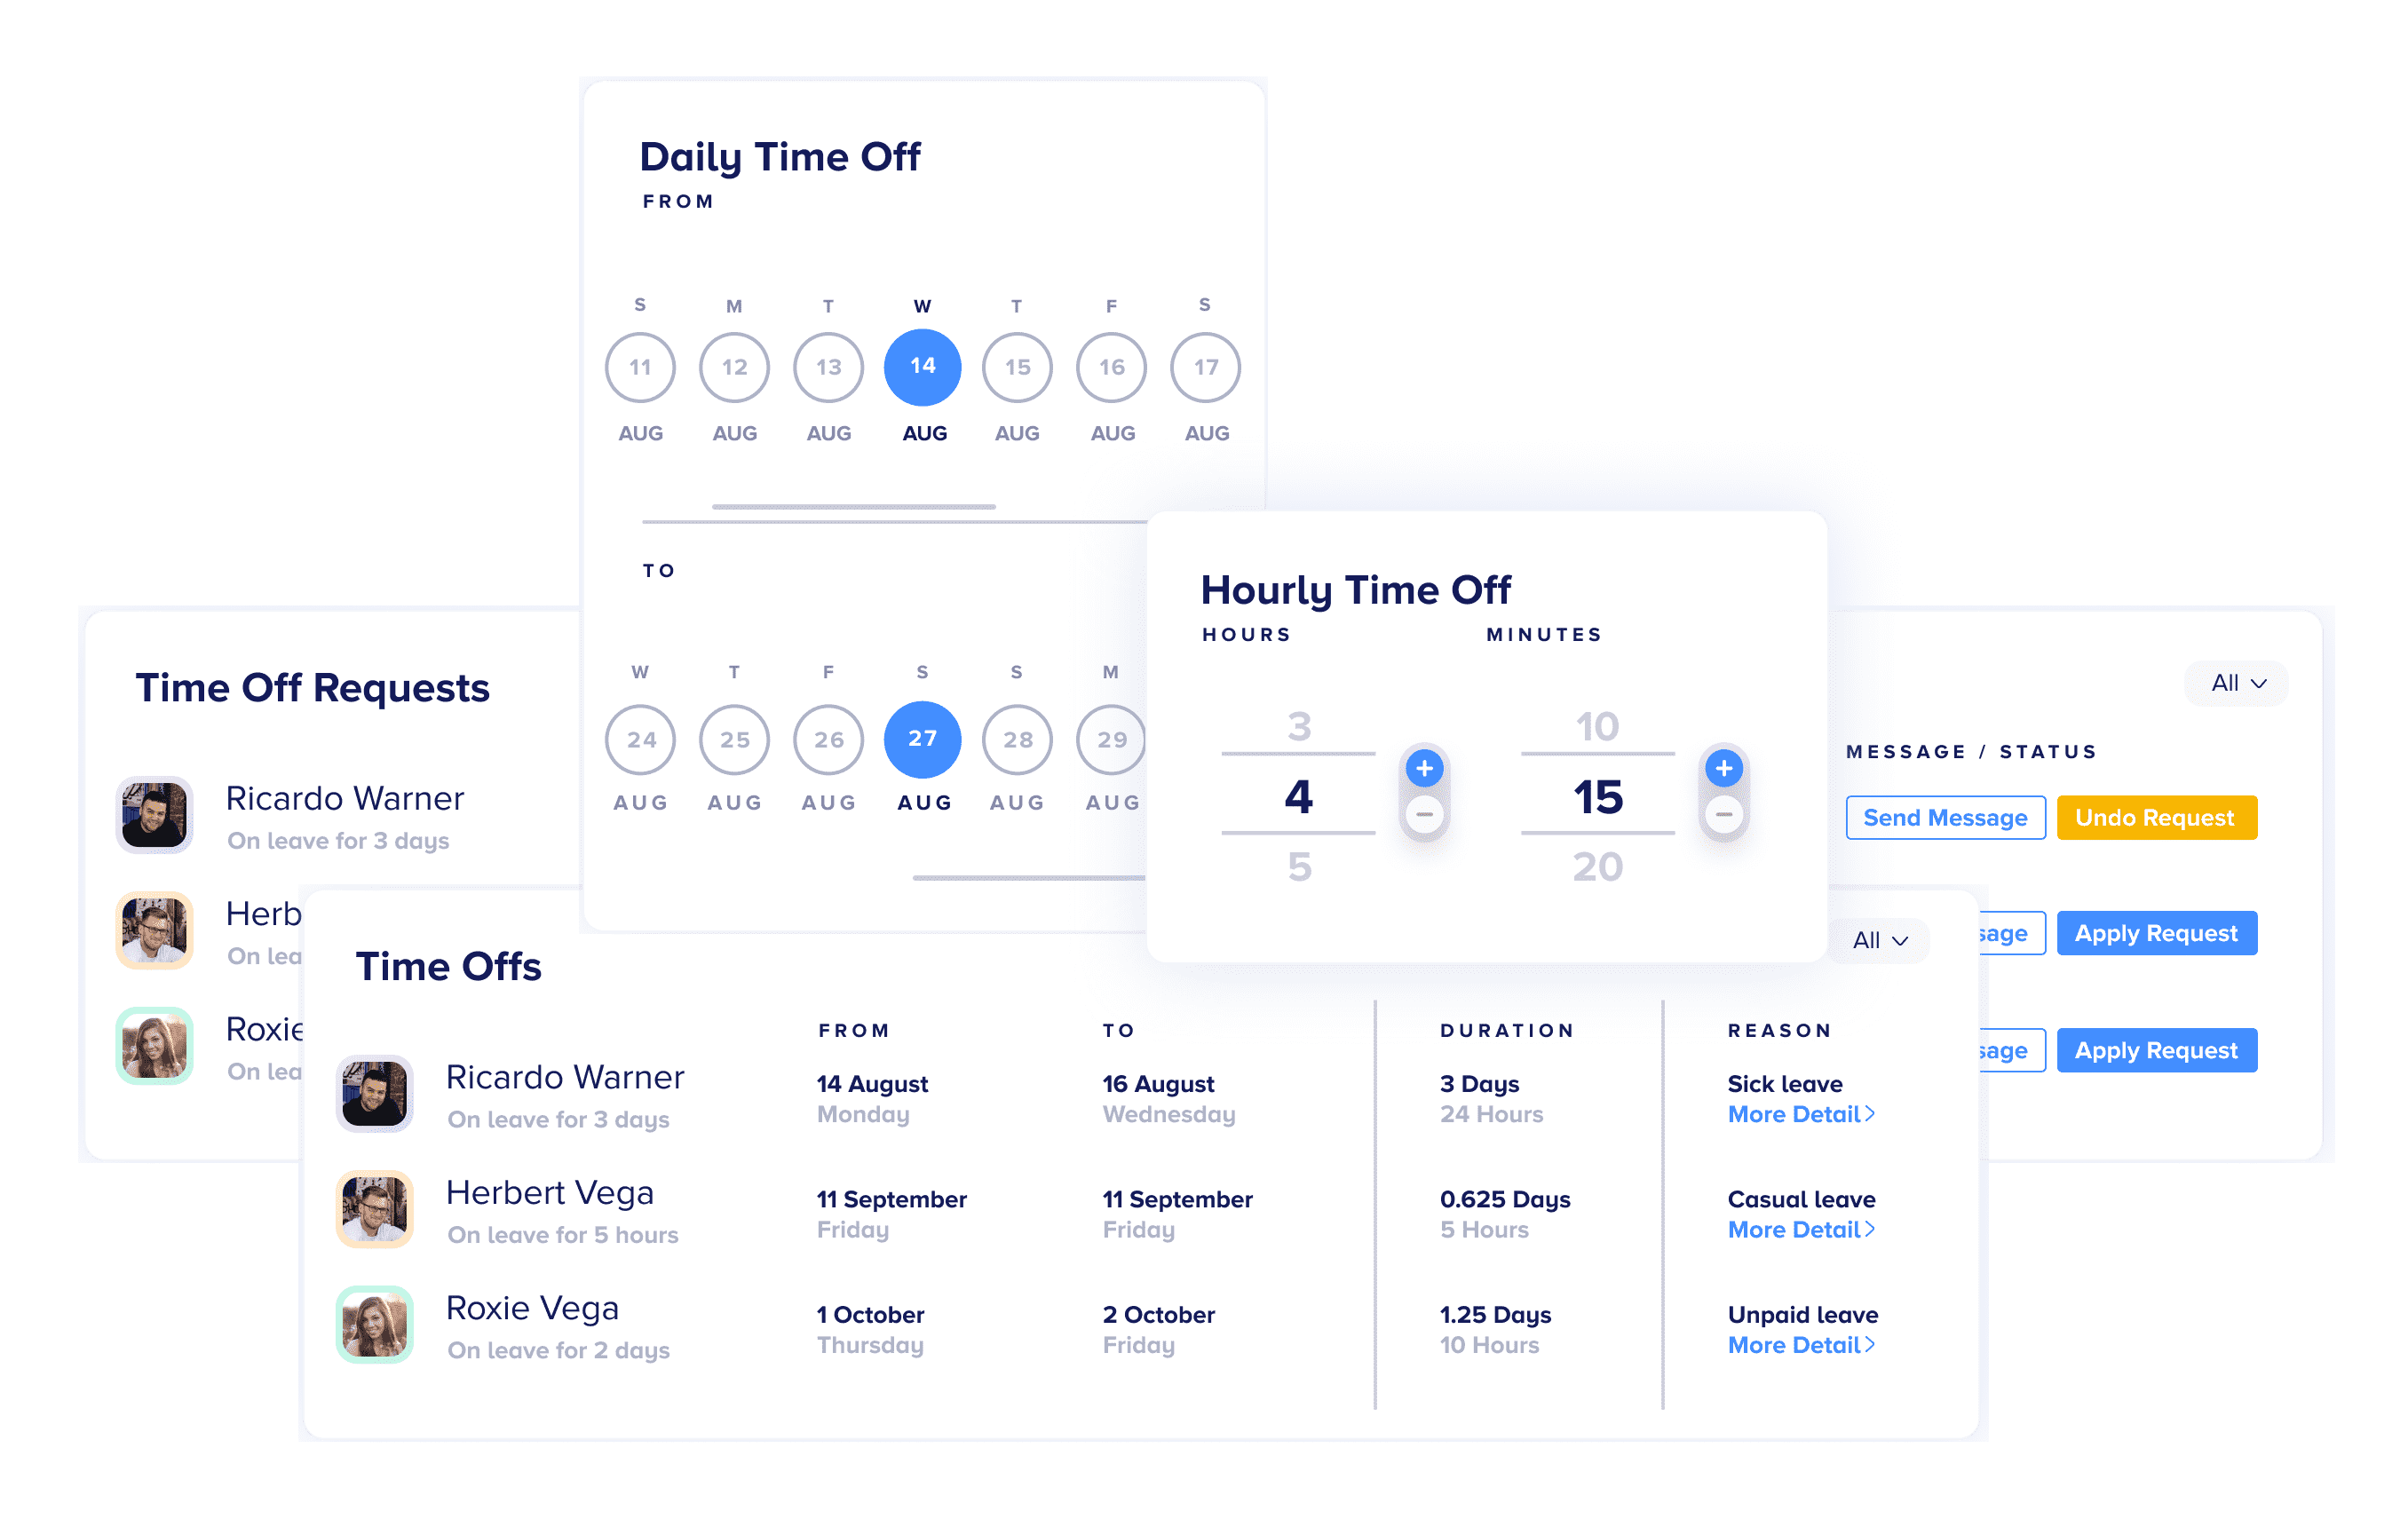 Daily Time Off
FROM
S M T W T F S
11 12 13 14 15 16 17
AUG AUG AUG AUG AUG AUG AUG
TO
W T F S S M
24 25 26 27 28 29
AUG AUG AUG AUG AUG AUG
Hourly Time Off
HOURS MINUTES
3 10
4 15
5 20
Time Off Requests
All
MESSAGE / STATUS
Ricardo Warner
On leave for 3 days
Send Message Undo Request
Herb
On lea
sage Apply Request
Roxie
On lea
sage Apply Request
Time Offs
All
FROM TO DURATION REASON
Ricardo Warner
On leave for 3 days
14 August 16 August 3 Days Sick leave
Monday Wednesday 24 Hours More Detail
Herbert Vega
On leave for 5 hours
11 September 11 September 0.625 Days Casual leave
Friday Friday 5 Hours More Detail
Roxie Vega
On leave for 2 days
1 October 2 October 1.25 Days Unpaid leave
Thursday Friday 10 Hours More Detail